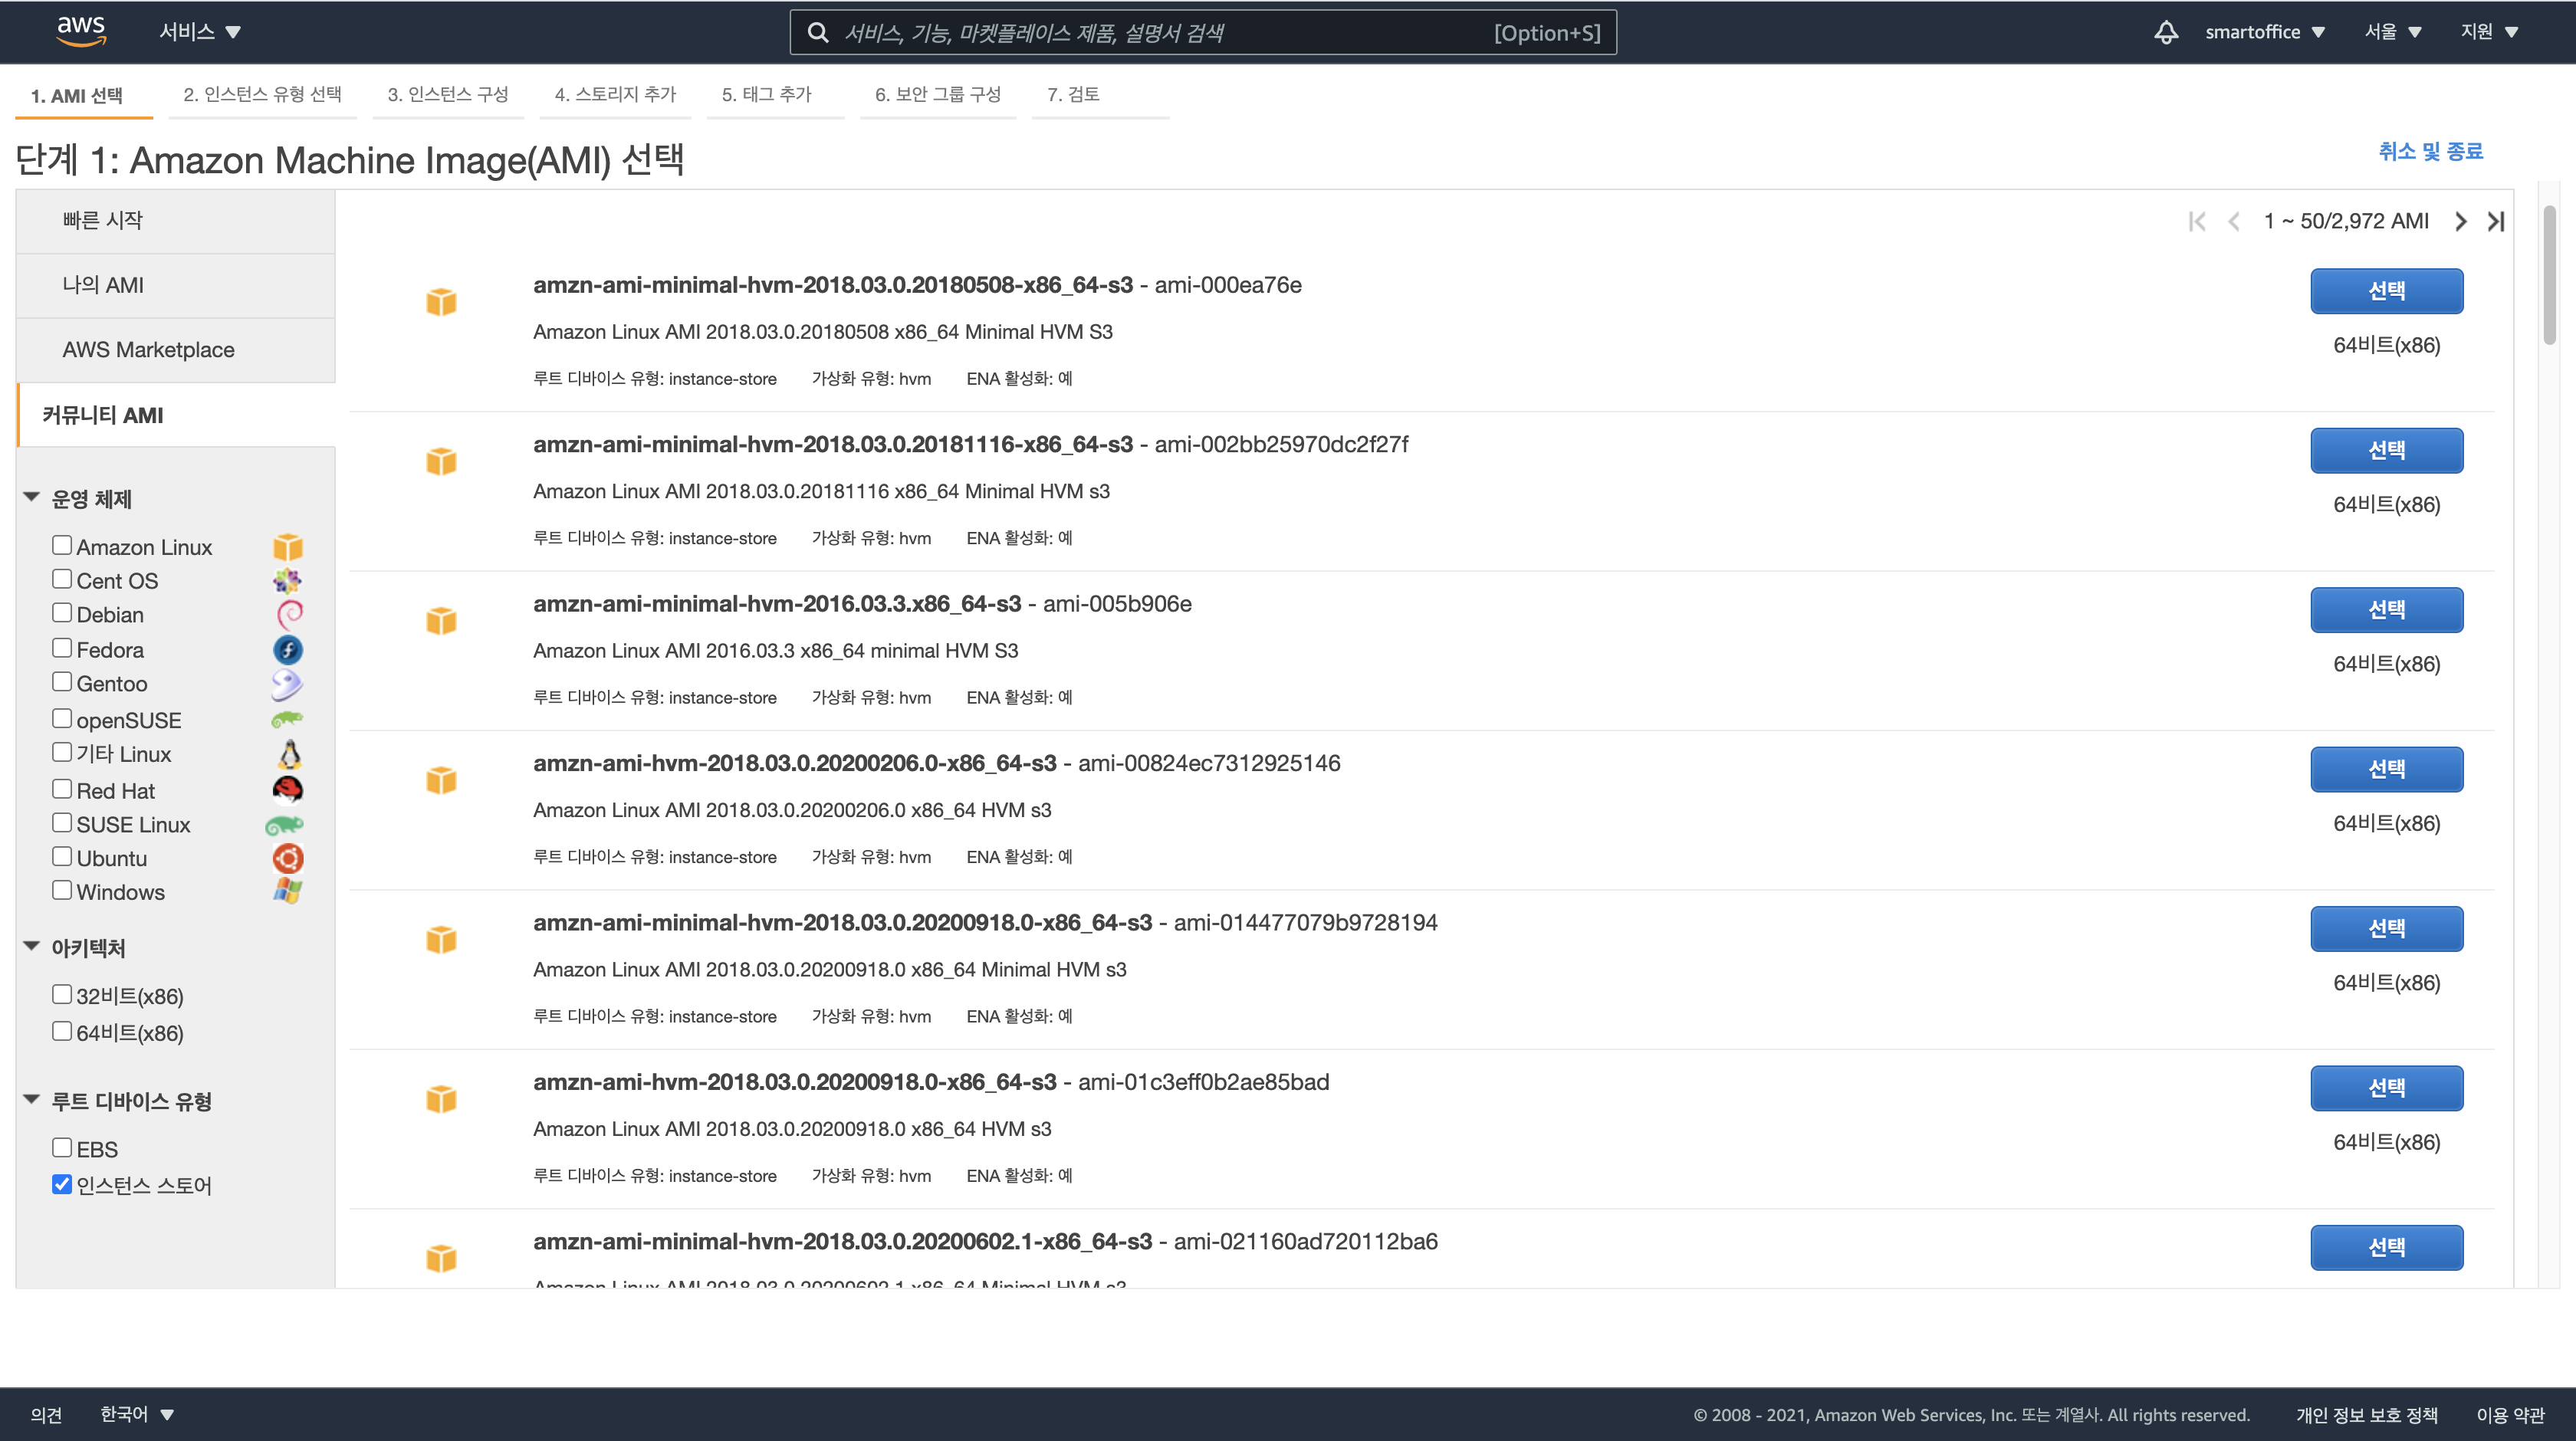 aws 서비스 서비스, 기능, 마켓플레이스 제품, 설명서 검색 [Option+S] smartoffice 서울 지원
1. AMI 선택 2. 인스턴스 유형 선택 3. 인스턴스 구성 4. 스토리지 추가 5. 태그 추가 6. 보안 그룹 구성 7. 검토
단계 1: Amazon Machine Image(AMI) 선택
취소 및 종료
빠른 시작
나의 AMI
AWS Marketplace
커뮤니티 AMI
운영 체제
Amazon Linux
Cent OS
Debian
Fedora
Gentoo
openSUSE
기타 Linux
Red Hat
SUSE Linux
Ubuntu
Windows
아키텍처
32비트(x86)
64비트(x86)
루트 디바이스 유형
EBS
인스턴스 스토어
1 ~ 50/2,972 AMI
amzn-ami-minimal-hvm-2018.03.0.20180508-x86_64-s3 - ami-000ea76e
선택
Amazon Linux AMI 2018.03.0.20180508 x86_64 Minimal HVM S3
64비트(x86)
루트 디바이스 유형: instance-store 가상화 유형: hvm ENA 활성화: 예
amzn-ami-minimal-hvm-2018.03.0.20181116-x86_64-s3 - ami-002bb25970dc2f27f
선택
Amazon Linux AMI 2018.03.0.20181116 x86_64 Minimal HVM s3
64비트(x86)
루트 디바이스 유형: instance-store 가상화 유형: hvm ENA 활성화: 예
amzn-ami-minimal-hvm-2016.03.3.x86_64-s3 - ami-005b906e
선택
Amazon Linux AMI 2016.03.3 x86_64 minimal HVM S3
64비트(x86)
루트 디바이스 유형: instance-store 가상화 유형: hvm ENA 활성화: 예
amzn-ami-hvm-2018.03.0.20200206.0-x86_64-s3 - ami-00824ec7312925146
선택
Amazon Linux AMI 2018.03.0.20200206.0 x86_64 HVM s3
64비트(x86)
루트 디바이스 유형: instance-store 가상화 유형: hvm ENA 활성화: 예
amzn-ami-minimal-hvm-2018.03.0.20200918.0-x86_64-s3 - ami-014477079b9728194
선택
Amazon Linux AMI 2018.03.0.20200918.0 x86_64 Minimal HVM s3
64비트(x86)
루트 디바이스 유형: instance-store 가상화 유형: hvm ENA 활성화: 예
amzn-ami-hvm-2018.03.0.20200918.0-x86_64-s3 - ami-01c3eff0b2ae85bad
선택
Amazon Linux AMI 2018.03.0.20200918.0 x86_64 HVM s3
64비트(x86)
루트 디바이스 유형: instance-store 가상화 유형: hvm ENA 활성화: 예
amzn-ami-minimal-hvm-2018.03.0.20200602.1-x86_64-s3 - ami-021160ad720112ba6
선택
Amazon Linux AMI 2018.03.0.20200602.1 x86_64 Minimal HVM s3
의견 한국어 © 2008 - 2021, Amazon Web Services, Inc. 또는 계열사. All rights reserved. 개인 정보 보호 정책 이용 약관